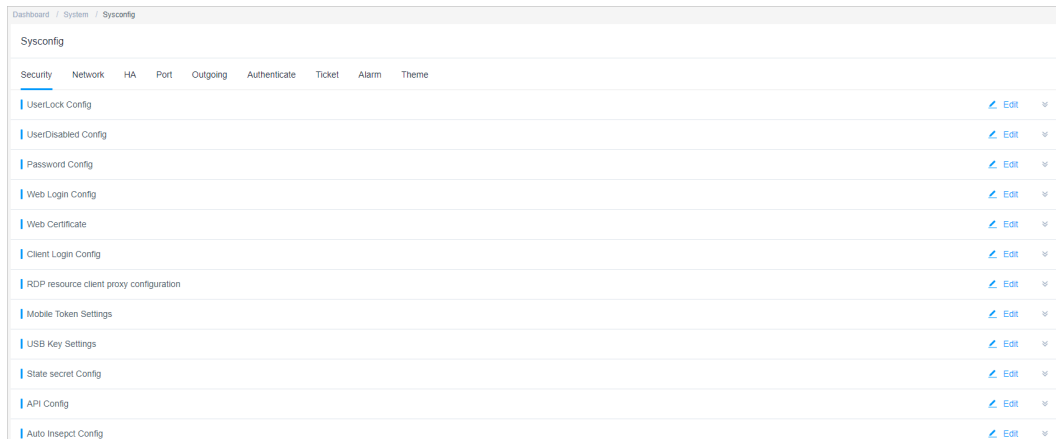 Dashboard / System / Sysconfig
Sysconfig
Security Network HA Port Outgoing Authenticate Ticket Alarm Theme
UserLock Config Edit
UserDisabled Config Edit
Password Config Edit
Web Login Config Edit
Web Certificate Edit
Client Login Config Edit
RDP resource client proxy configuration Edit
Mobile Token Settings Edit
USB Key Settings Edit
State secret Config Edit
API Config Edit
Auto Insepct Config Edit